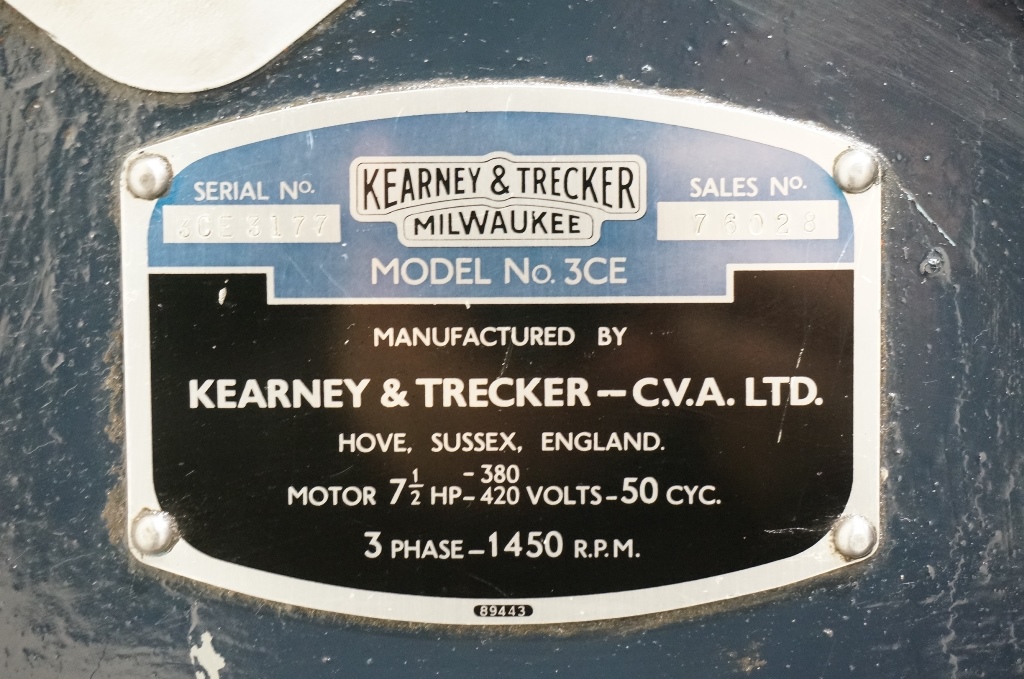 SERIAL No.
3CE 3177
KEARNEY & TRECKER
MILWAUKEE
SALES No.
76028
MODEL No. 3CE
MANUFACTURED BY
KEARNEY & TRECKER – C.V.A. LTD.
HOVE, SUSSEX, ENGLAND.
MOTOR 7½ HP - 380 - 420 VOLTS - 50 CYC.
3 PHASE – 1450 R.P.M.
89443